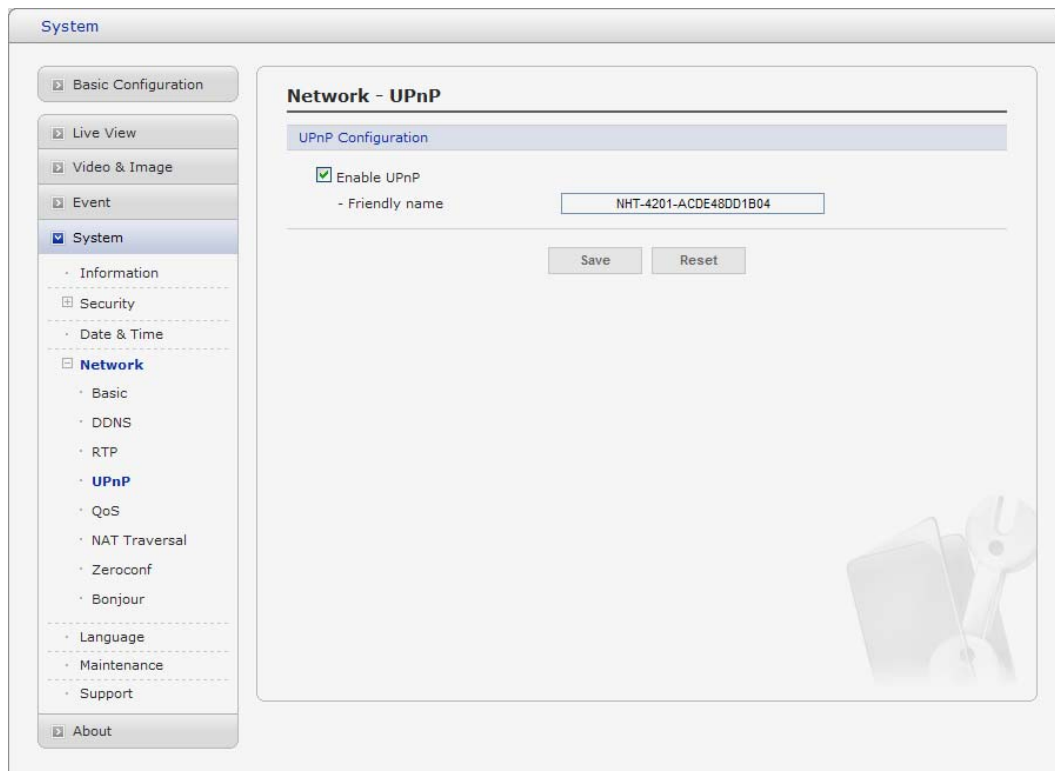 System
Basic Configuration
Live View
Video & Image
Event
System
Information
Security
Date & Time
Network
Basic
DDNS
RTP
UPnP
QoS
NAT Traversal
Zeroconf
Bonjour
Language
Maintenance
Support
About
Network - UPnP
UPnP Configuration
Enable UPnP
- Friendly name NHT-4201-ACDE48DD1B04
Save Reset